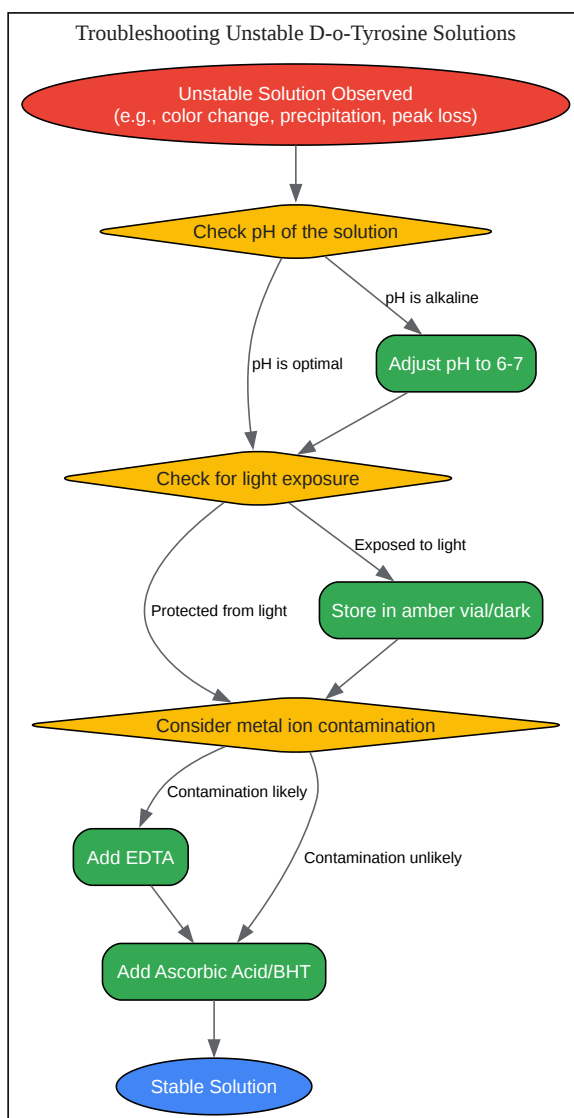 Troubleshooting Unstable D-o-Tyrosine Solutions
Unstable Solution Observed
(e.g., color change, precipitation, peak loss)
Check pH of the solution
pH is alkaline
Adjust pH to 6-7
pH is optimal
Check for light exposure
Exposed to light
Store in amber vial/dark
Protected from light
Consider metal ion contamination
Contamination likely
Add EDTA
Contamination unlikely
Add Ascorbic Acid/BHT
Stable Solution